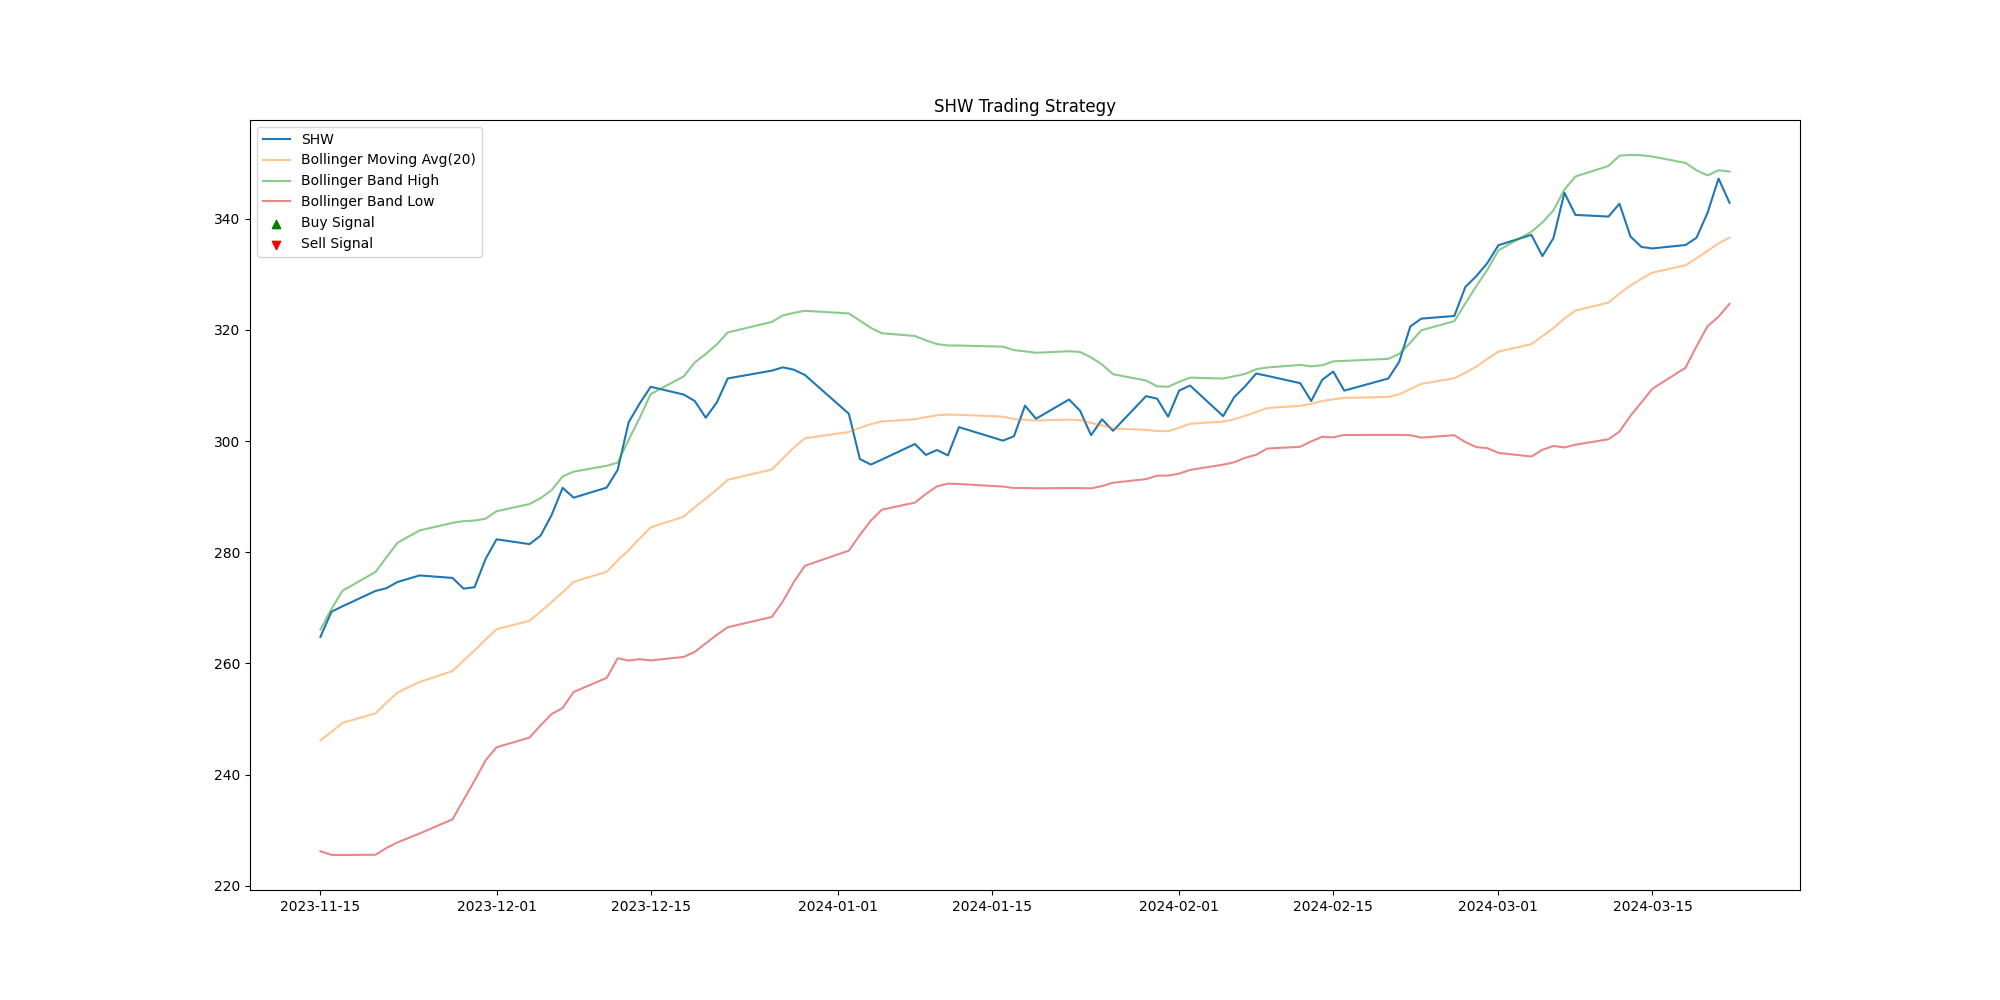 SHW Trading Strategy
SHW
Bollinger Moving Avg(20)
Bollinger Band High
Bollinger Band Low
Buy Signal
Sell Signal
340
320
300
280
260
240
220
2023-11-15 2023-12-01 2023-12-15 2024-01-01 2024-01-15 2024-02-01 2024-02-15 2024-03-01 2024-03-15